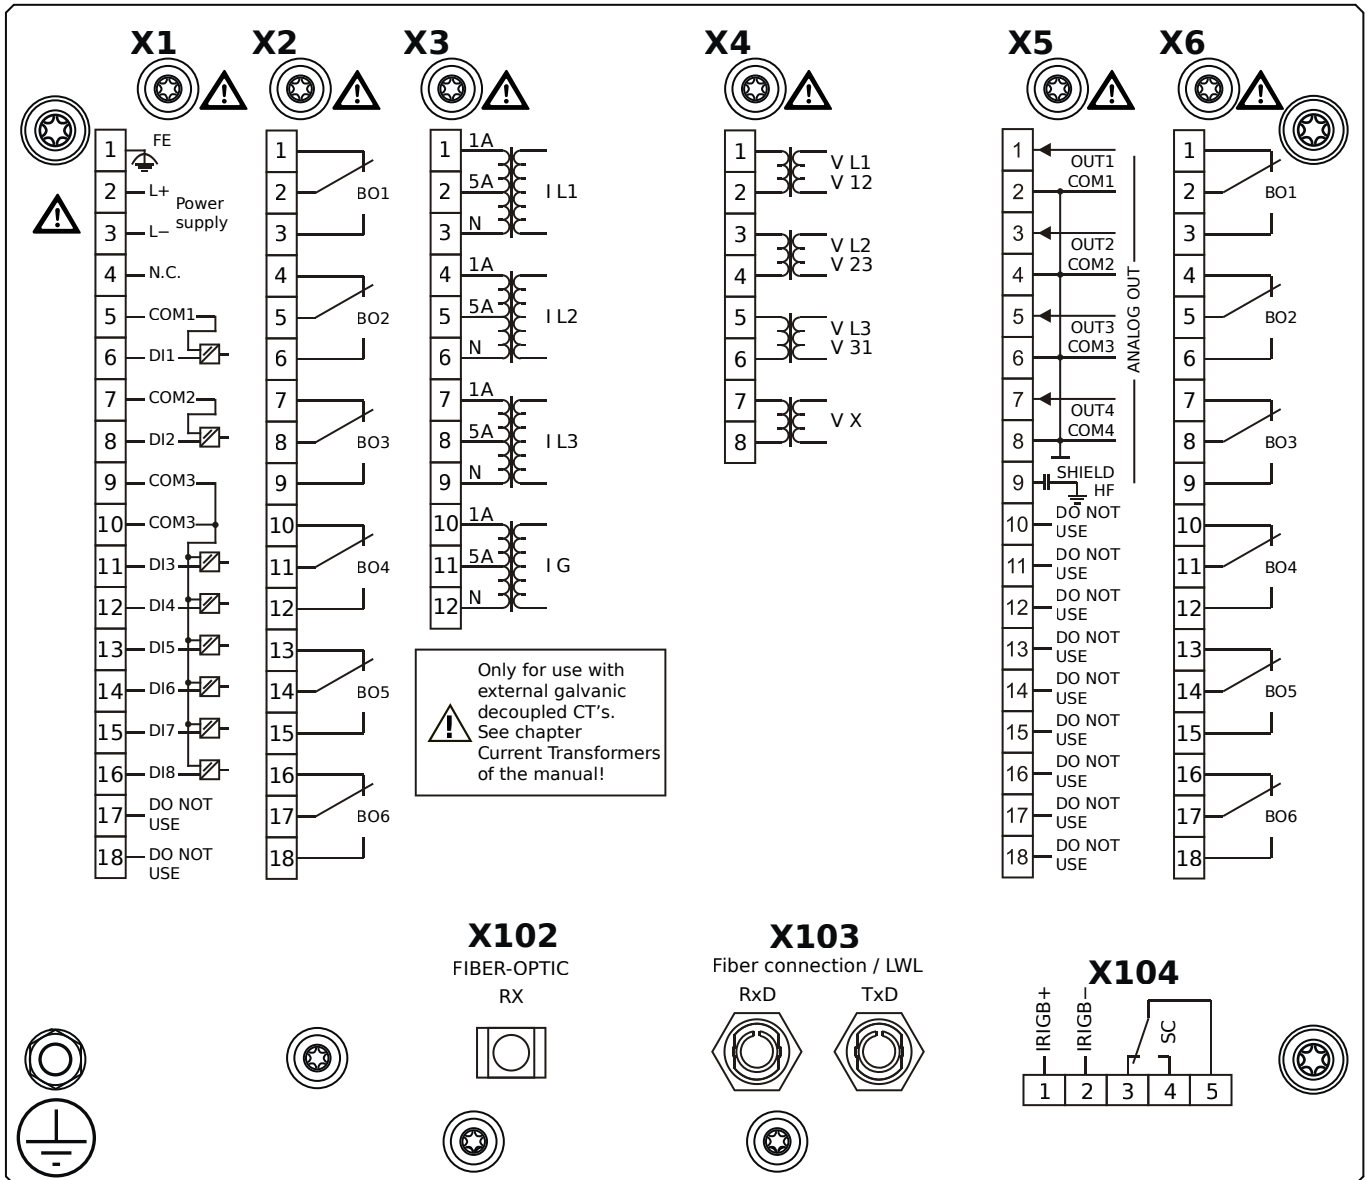 X1
X2
X3
X4
X5
X6
1 FE
2 L+
Power
supply
3 L−
4 N.C.
5 COM1
6 DI1
7 COM2
8 DI2
9 COM3
10 COM3
11 DI3
12 DI4
13 DI5
14 DI6
15 DI7
16 DI8
17 DO NOT
USE
18 DO NOT
USE
1
2 BO1
3
4
5 BO2
6
7
8 BO3
9
10
11 BO4
12
13
14 BO5
15
16
17 BO6
18
1 1A
2 5A I L1
3 N
4 1A
5 5A I L2
6 N
7 1A
8 5A I L3
9 N
10 1A
11 5A I G
12 N
Only for use with
external galvanic
decoupled CT's.
See chapter
Current Transformers
of the manual!
1 V L1
2 V 12
3 V L2
4 V 23
5 V L3
6 V 31
7 V X
8
1 OUT1
2 COM1
3 OUT2
4 COM2
5 OUT3
6 COM3
7 OUT4
8 COM4
ANALOG OUT
9 SHIELD
HF
10 DO NOT
USE
11 DO NOT
USE
12 DO NOT
USE
13 DO NOT
USE
14 DO NOT
USE
15 DO NOT
USE
16 DO NOT
USE
17 DO NOT
USE
18 DO NOT
USE
1
2 BO1
3
4
5 BO2
6
7
8 BO3
9
10
11 BO4
12
13
14 BO5
15
16
17 BO6
18
X102
FIBER-OPTIC
RX
X103
Fiber connection / LWL
RxD TxD
X104
IRIGB+
IRIGB−
SC
1 2 3 4 5